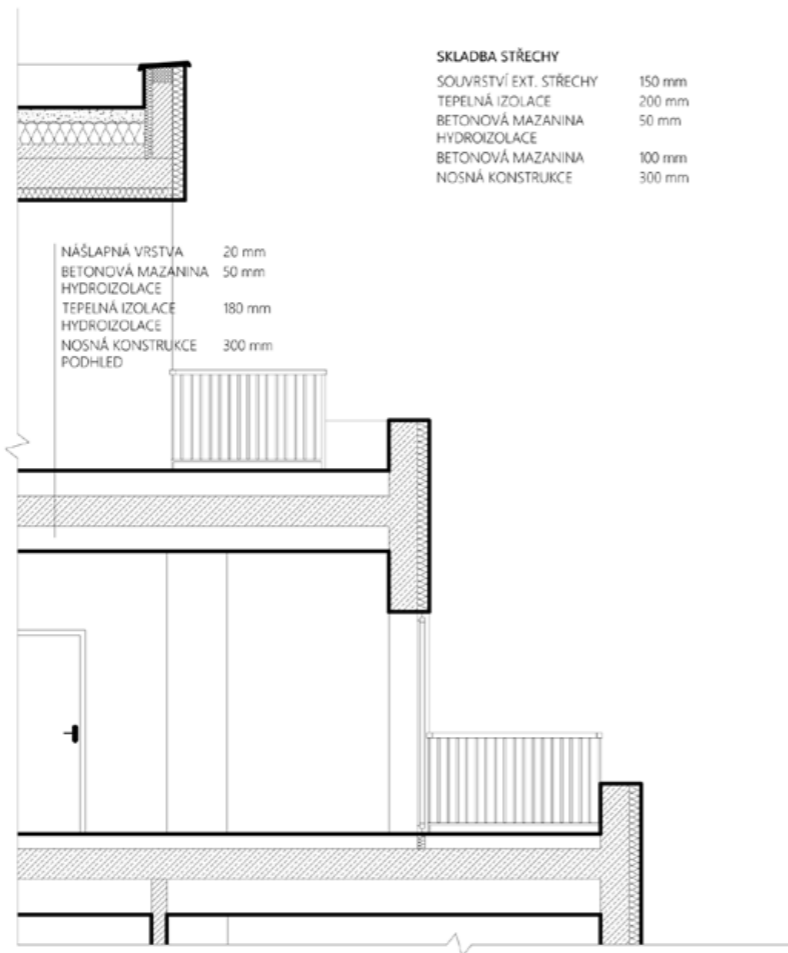 SKLADBA STŘECHY
SOUVRSTVÍ EXT. STŘECHY 150 mm
TEPELNÁ IZOLACE 200 mm
BETONOVÁ MAZANINA 50 mm
HYDROIZOLACE
BETONOVÁ MAZANINA 100 mm
NOSNÁ KONSTRUKCE 300 mm
NÁŠLAPNÁ VRSTVA 20 mm
BETONOVÁ MAZANINA 50 mm
HYDROIZOLACE
TEPELNÁ IZOLACE 180 mm
HYDROIZOLACE
NOSNÁ KONSTRUKCE 300 mm
PODHLED